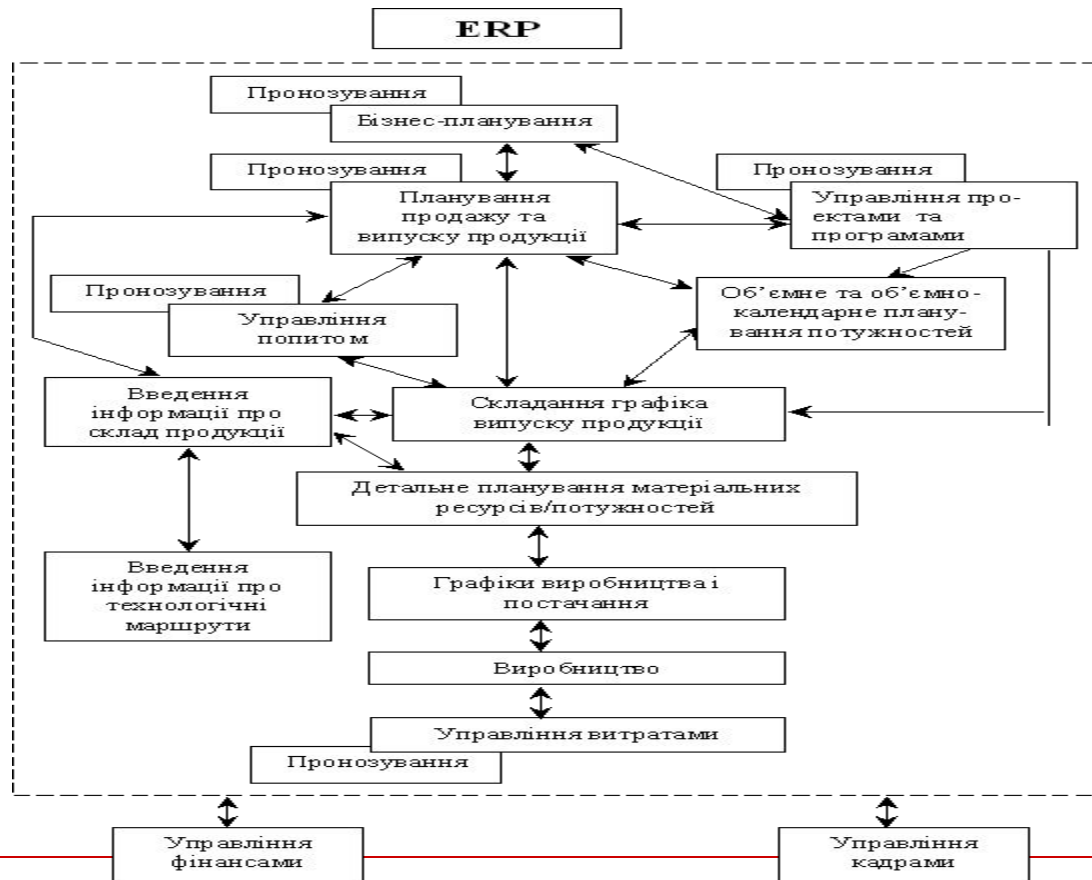 ERP
Пронозування
Бізнес-планування
Пронозування
Планування
продажу та
випуску продукції
Пронозування
Управління про-
ектами та
програмами
Пронозування
Управління
попитом
Об’ємне та об’ємно-
календарне плану-
вання потужностей
Введення
інформації про
склад продукції
Складання графіка
випуску продукції
Детальне планування матеріальних
ресурсів/потужностей
Введення
інформації про
технологічні
маршрути
Графіки виробництва і
постачання
Виробництво
Управління витратами
Пронозування
Управління
фінансами
Управління
кадрами